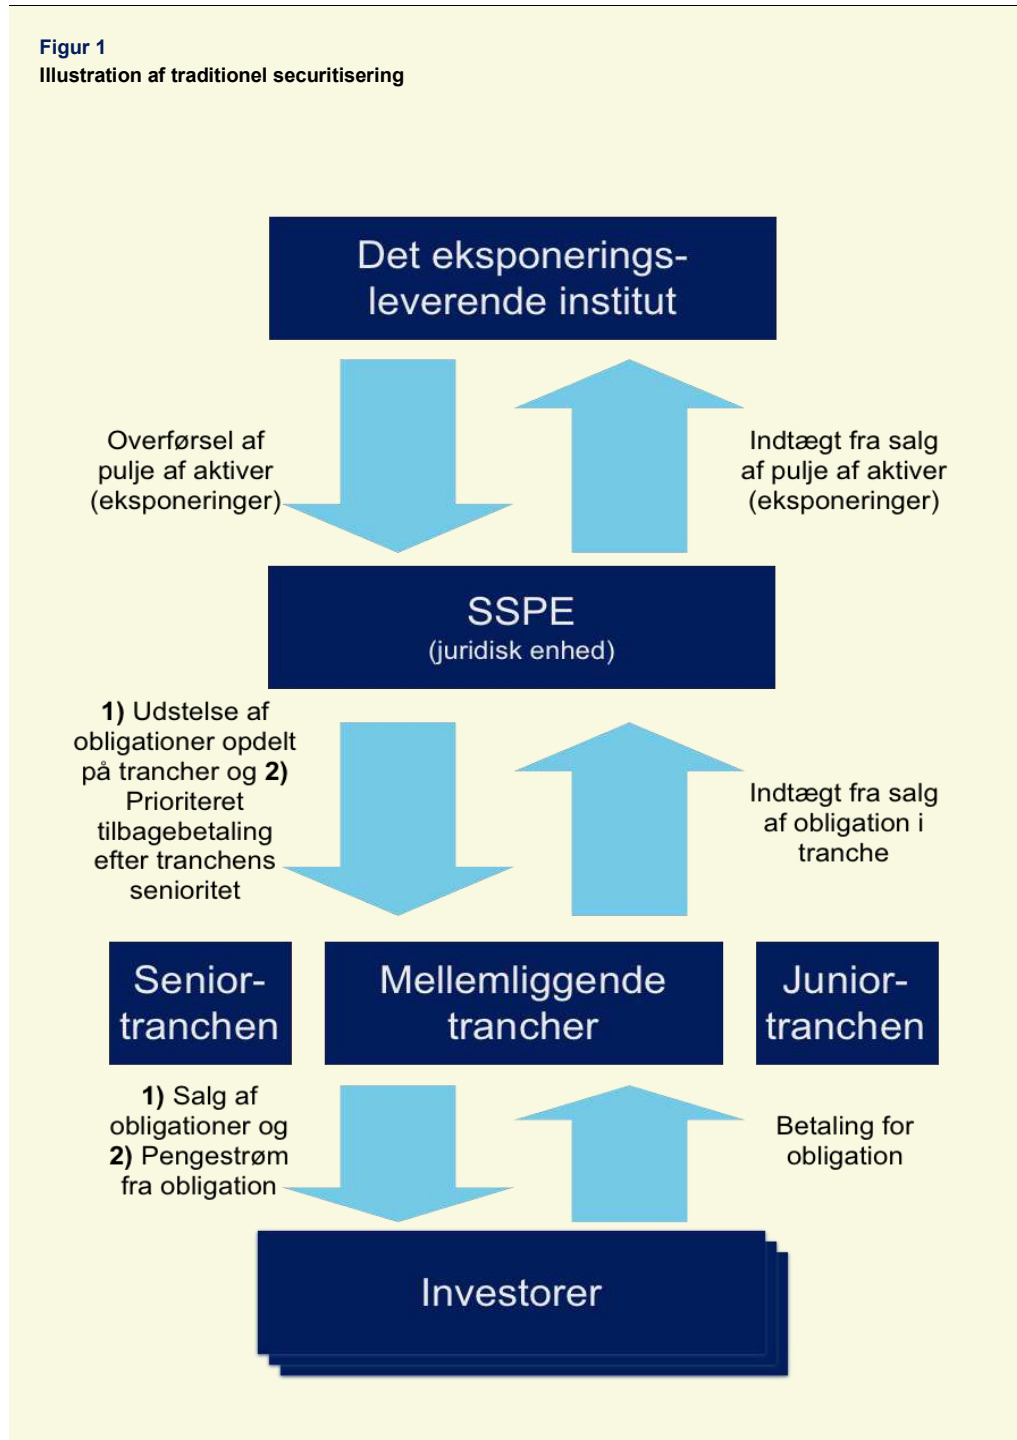 Figur 1
Illustration af traditionel securitisering
Det eksponerings-
leverende institut
Overførsel af
pulje af aktiver
(eksponeringer)
Indtægt fra salg
af pulje af aktiver
(eksponeringer)
SSPE
(juridisk enhed)
1) Udstelse af
obligationer opdelt
på trancher og 2)
Prioriteret
tilbagebetaling
efter tranchens
senioritet
Indtægt fra salg
af obligation i
tranche
Senior-
tranchen
Mellemliggende
trancher
Junior-
tranchen
1) Salg af
obligationer og
2) Pengestrøm
fra obligation
Betaling for
obligation
Investorer